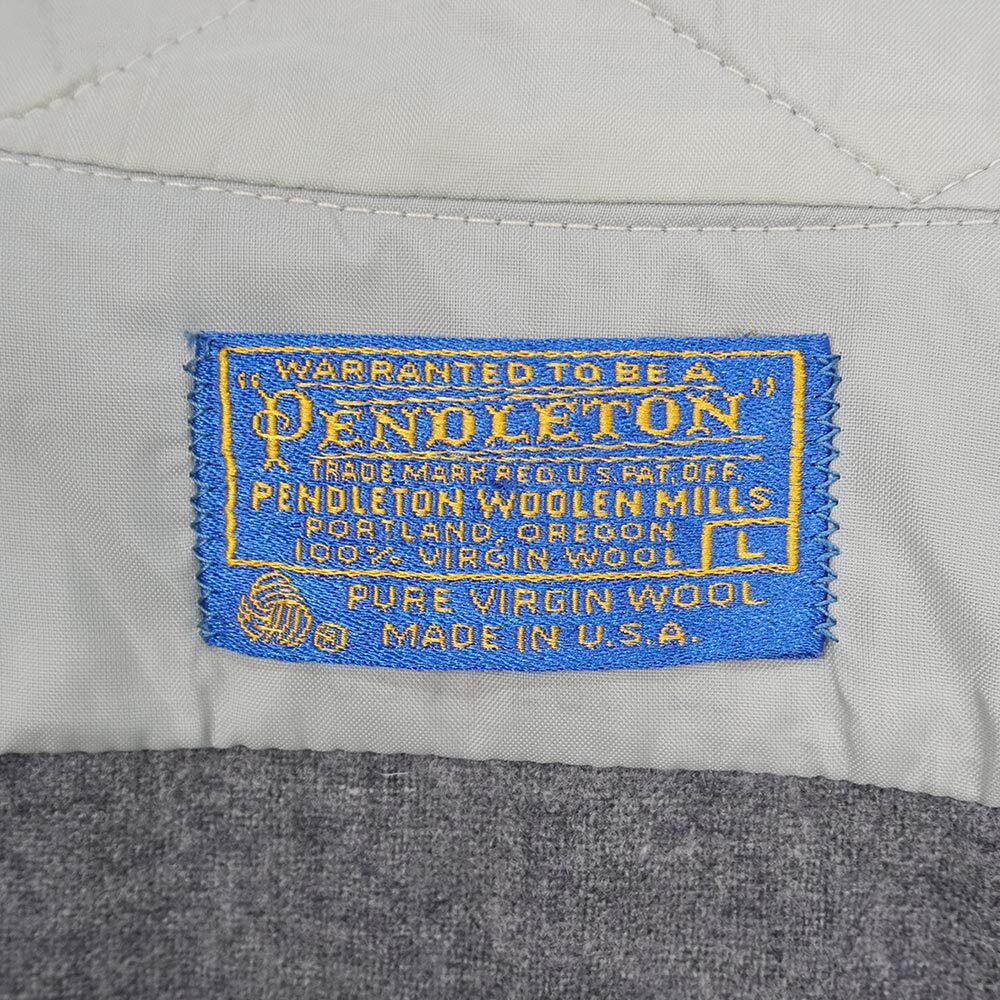 WARRANTED TO BE A
"PENDLETON"
TRADE MARK REG. U.S. PAT. OFF.
PENDLETON WOOLEN MILLS
PORTLAND, OREGON
100% VIRGIN WOOL L
PURE VIRGIN WOOL
® MADE IN U.S.A.